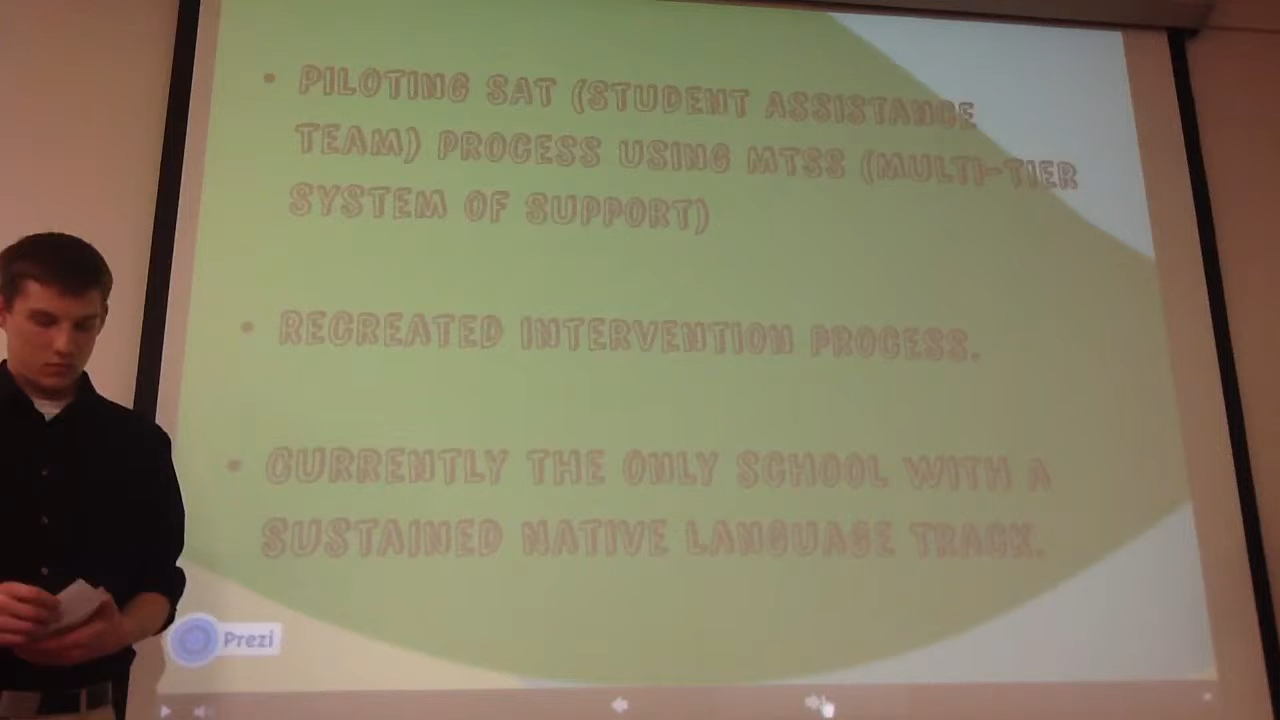 • PILOTING SAT (STUDENT ASSISTANCE
TEAM) PROCESS USING MTSS (MULTI-TIER
SYSTEM OF SUPPORT)
• RECREATED INTERVENTION PROCESS.
• CURRENTLY THE ONLY SCHOOL WITH A
SUSTAINED NATIVE LANGUAGE TRACK.
Prezi